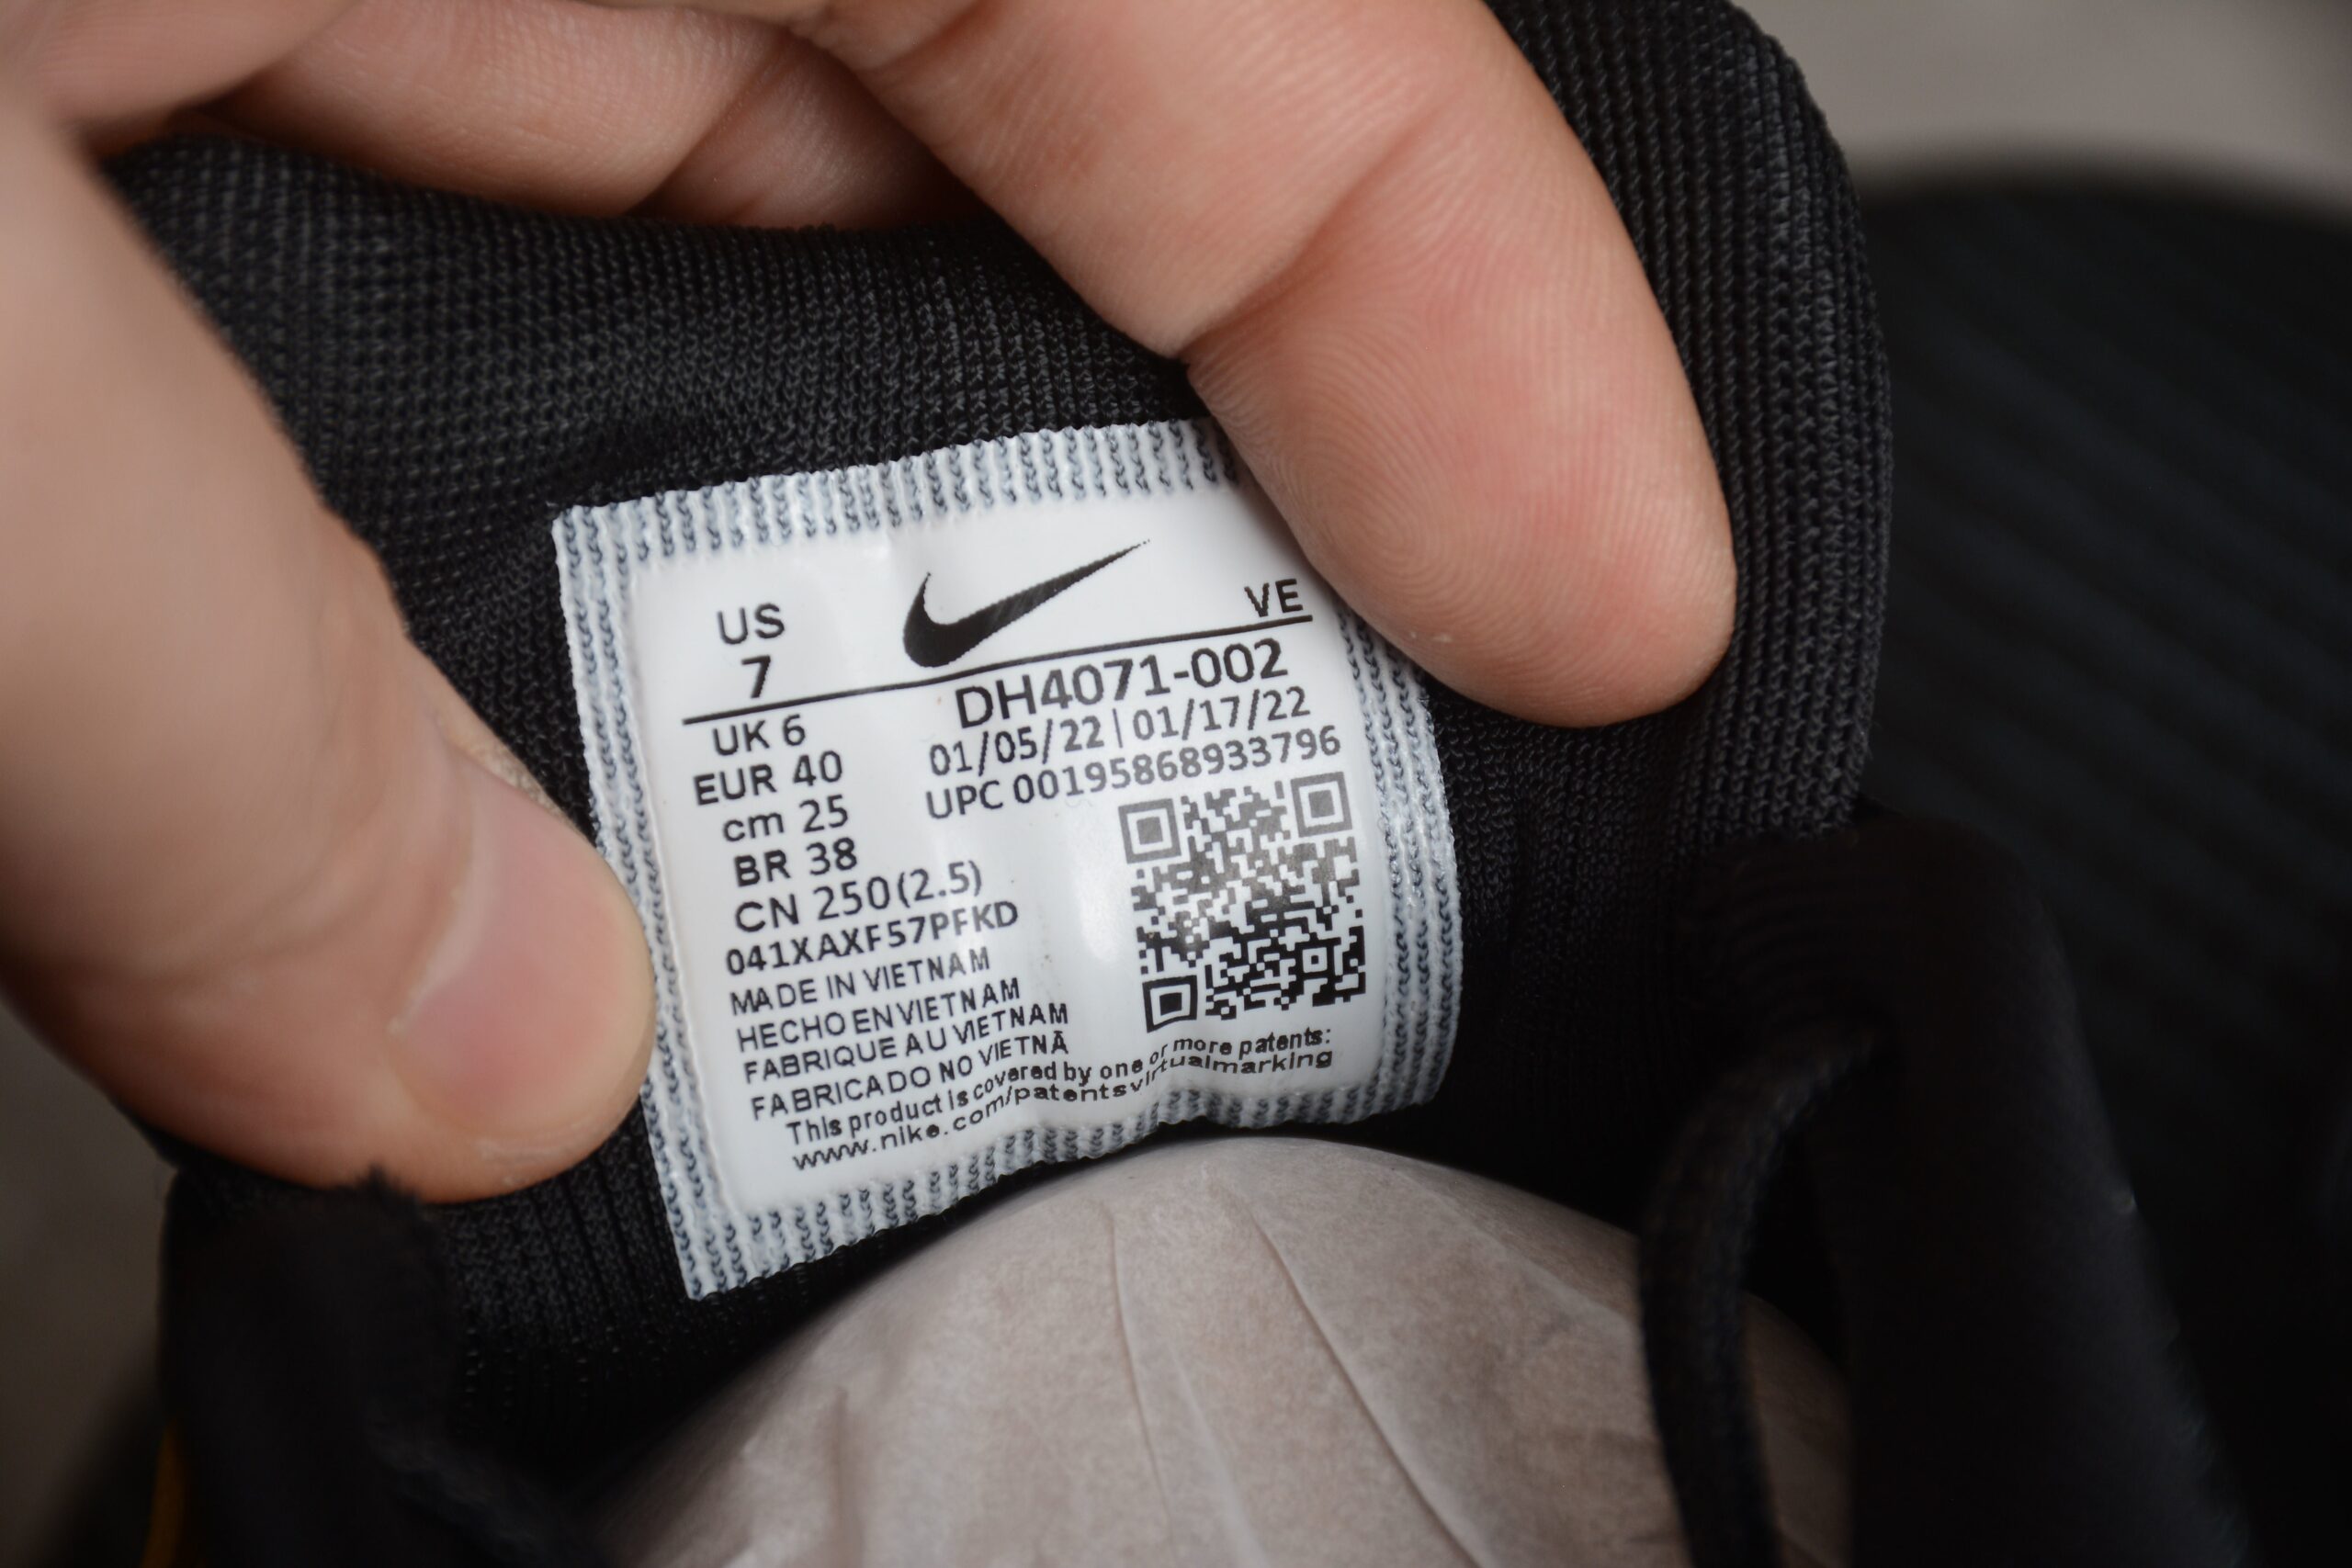 US
7
VE
UK 6
EUR 40
cm 25
BR 38
CN 250(2.5)
DH4071-002
01/05/22 | 01/17/22
UPC 00195868933796
041XAXF57PFKD
MADE IN VIETNAM
HECHO EN VIETNAM
FABRIQUE AU VIETNAM
FABRICADO NO VIETNÃ
This product is covered by one or more patents:
www.nike.com/patentsvirtualmarking